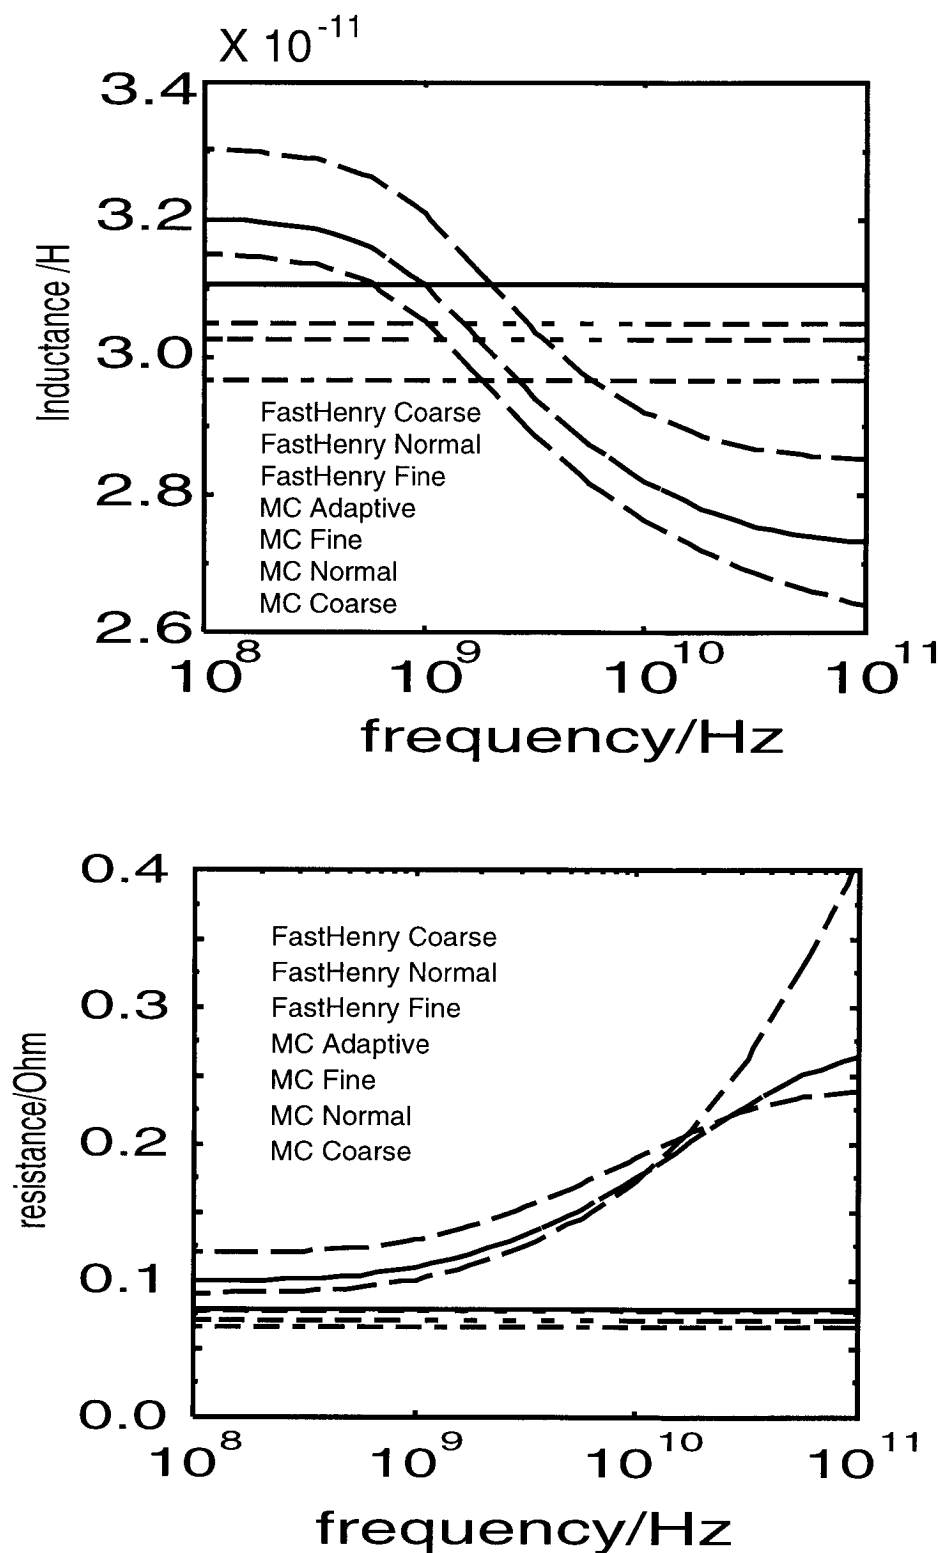 X 10^-11
3.4
3.2
3.0
2.8
2.6
Inductance /H
FastHenry Coarse
FastHenry Normal
FastHenry Fine
MC Adaptive
MC Fine
MC Normal
MC Coarse
10^8 10^9 10^10 10^11
frequency/Hz
0.4
0.3
0.2
0.1
0.0
resistance/Ohm
FastHenry Coarse
FastHenry Normal
FastHenry Fine
MC Adaptive
MC Fine
MC Normal
MC Coarse
10^8 10^9 10^10 10^11
frequency/Hz